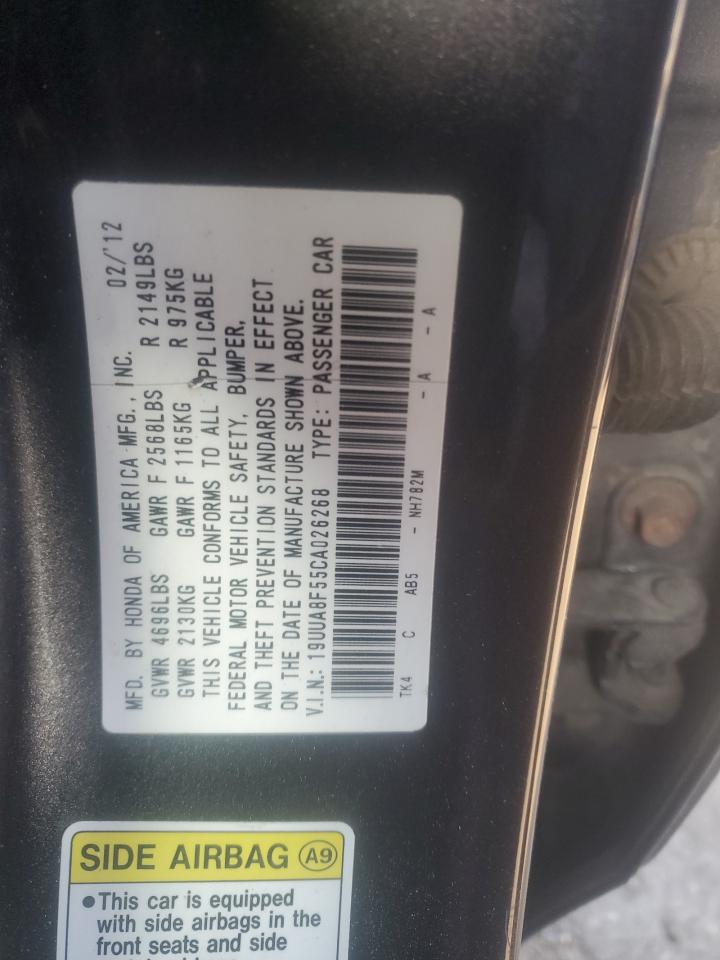 MFD. BY HONDA OF AMERICA MFG., INC. 02/'12
GVWR 4696LBS GAWR F 2568LBS R 2149LBS
GVWR 2130KG GAWR F 1165KG R 975KG
THIS VEHICLE CONFORMS TO ALL APPLICABLE
FEDERAL MOTOR VEHICLE SAFETY, BUMPER,
AND THEFT PREVENTION STANDARDS IN EFFECT
ON THE DATE OF MANUFACTURE SHOWN ABOVE.
V.I.N.: 19UUA8F55CA026268 TYPE: PASSENGER CAR
TK4 C AB5 - NH782M - A - A
SIDE AIRBAG A9
•This car is equipped
with side airbags in the
front seats and side